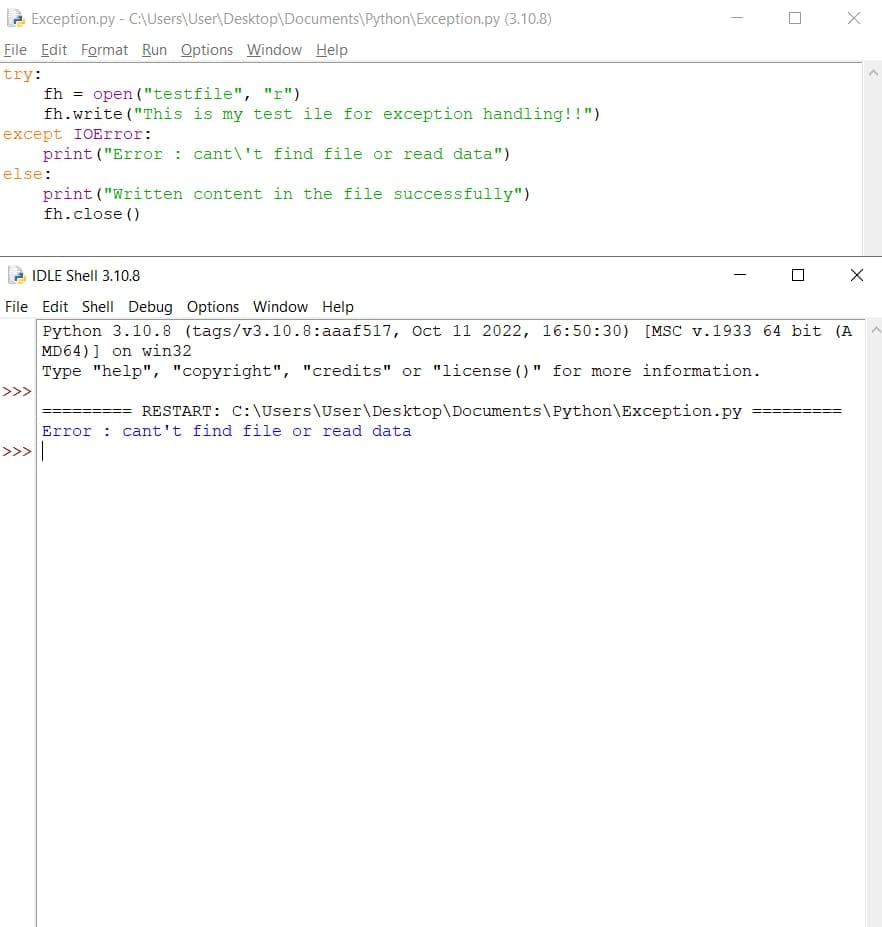 Exception.py - C:\Users\User\Desktop\Documents\Python\Exception.py (3.10.8)
File Edit Format Run Options Window Help
try:
    fh = open("testfile", "r")
    fh.write("This is my test ile for exception handling!!")
except IOError:
    print("Error : cant\'t find file or read data")
else:
    print("Written content in the file successfully")
    fh.close()
IDLE Shell 3.10.8
File Edit Shell Debug Options Window Help
Python 3.10.8 (tags/v3.10.8:aaaf517, Oct 11 2022, 16:50:30) [MSC v.1933 64 bit (A
MD64)] on win32
Type "help", "copyright", "credits" or "license()" for more information.
>>>
========= RESTART: C:\Users\User\Desktop\Documents\Python\Exception.py =========
Error : cant't find file or read data
>>>